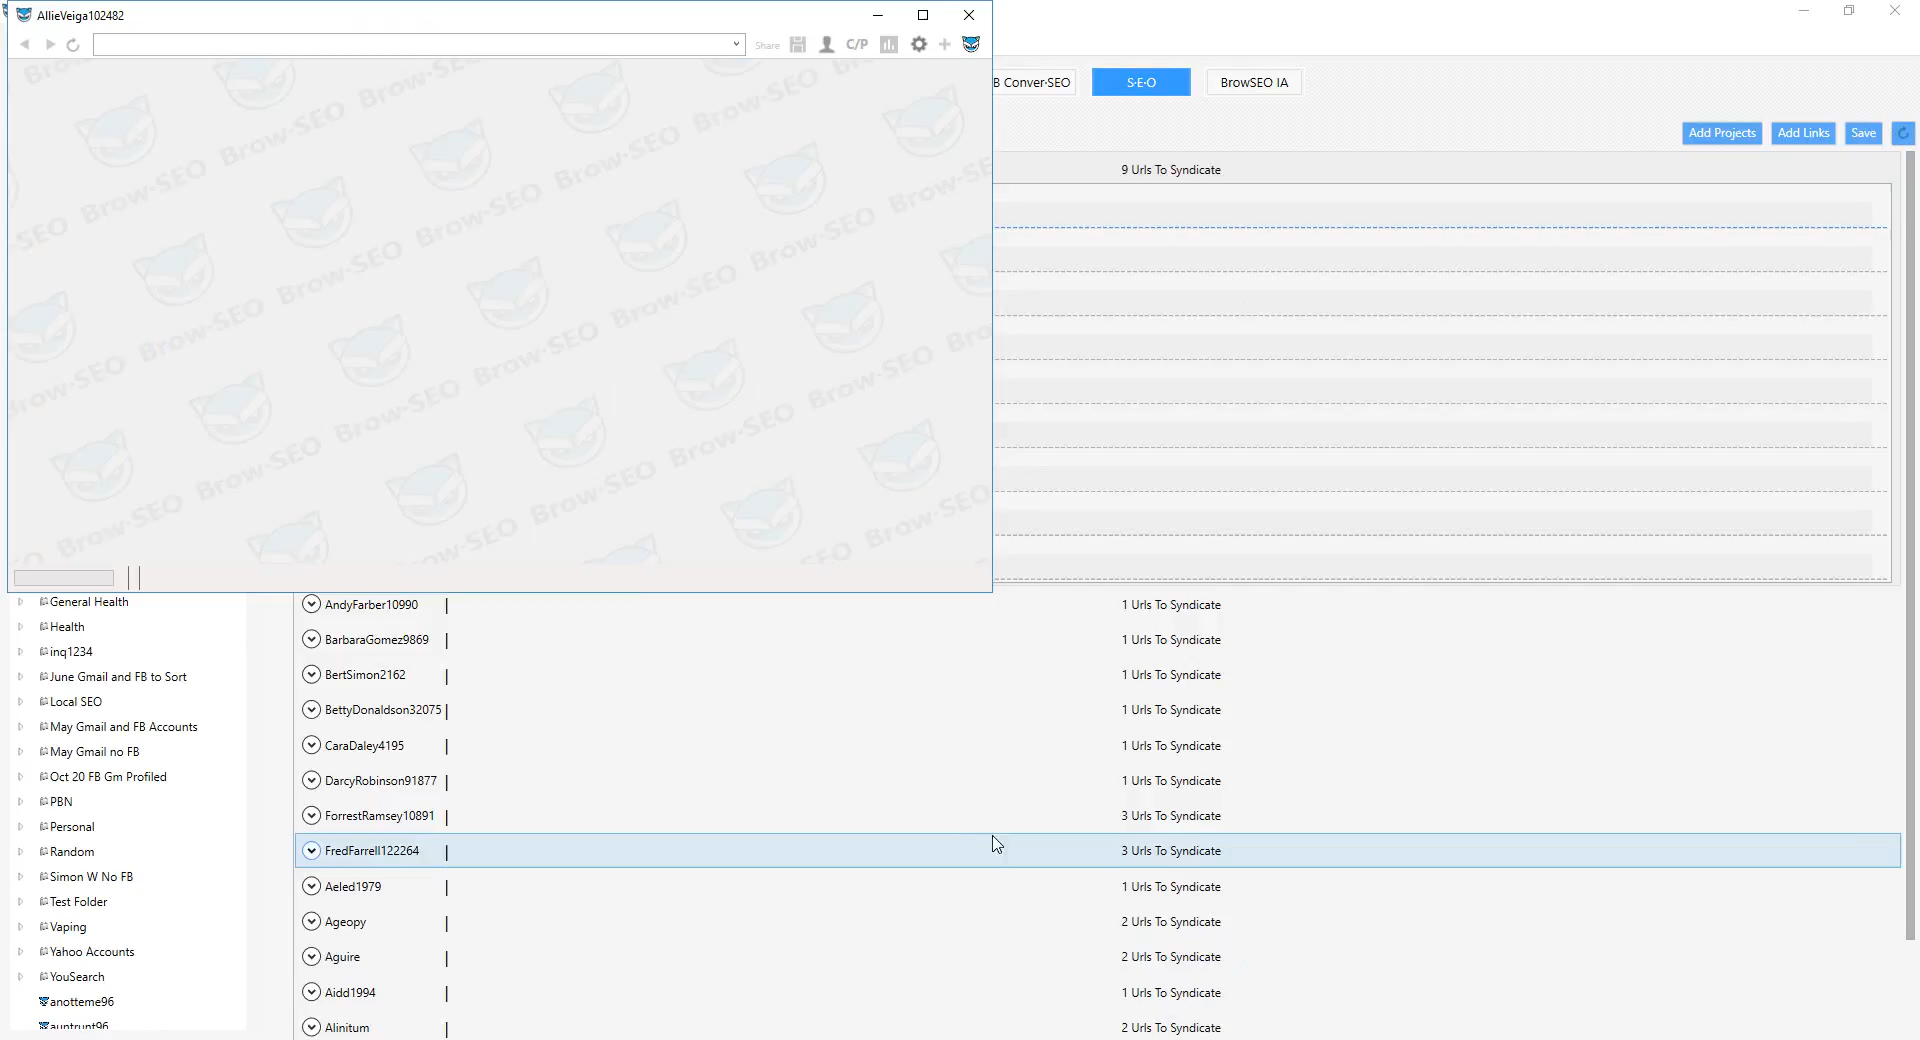 AllieVeiga102482
Share
C/P
B Conver·SEO
S·E·O
BrowSEO IA
Add Projects
Add Links
Save
9 Urls To Syndicate
Brow-SEO
General Health
Health
inq1234
June Gmail and FB to Sort
Local SEO
May Gmail and FB Accounts
May Gmail no FB
Oct 20 FB Gm Profiled
PBN
Personal
Random
Simon W No FB
Test Folder
Vaping
Yahoo Accounts
YouSearch
anotteme96
auntrunt96
AndyFarber10990 | 1 Urls To Syndicate
BarbaraGomez9869 | 1 Urls To Syndicate
BertSimon2162 | 1 Urls To Syndicate
BettyDonaldson32075 | 1 Urls To Syndicate
CaraDaley4195 | 1 Urls To Syndicate
DarcyRobinson91877 | 1 Urls To Syndicate
ForrestRamsey10891 | 3 Urls To Syndicate
FredFarrell122264 | 3 Urls To Syndicate
Aeled1979 | 1 Urls To Syndicate
Ageopy | 2 Urls To Syndicate
Aguire | 2 Urls To Syndicate
Aidd1994 | 1 Urls To Syndicate
Alinitum | 2 Urls To Syndicate